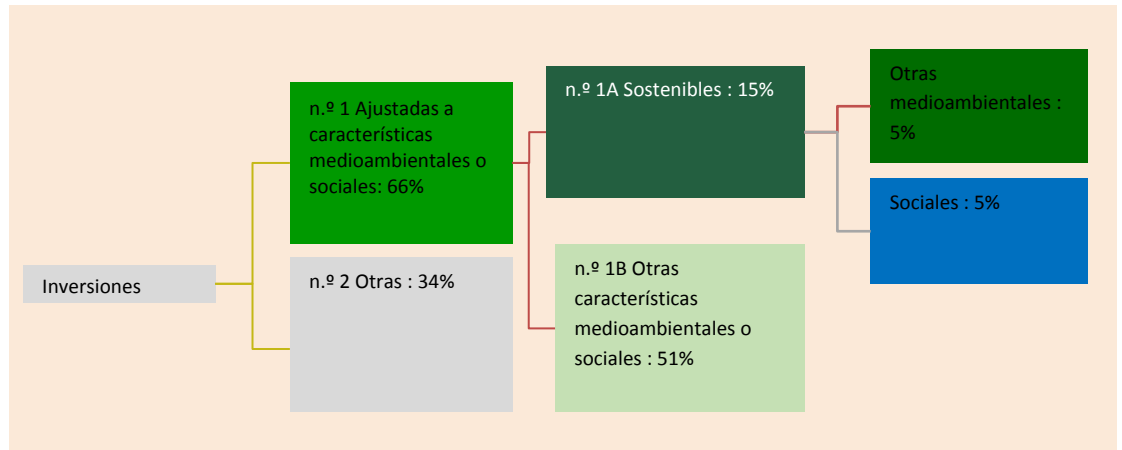 Inversiones
n.º 1 Ajustadas a
características
medioambientales o
sociales: 66%
n.º 2 Otras : 34%
n.º 1A Sostenibles : 15%
n.º 1B Otras
características
medioambientales o
sociales : 51%
Otras
medioambientales :
5%
Sociales : 5%